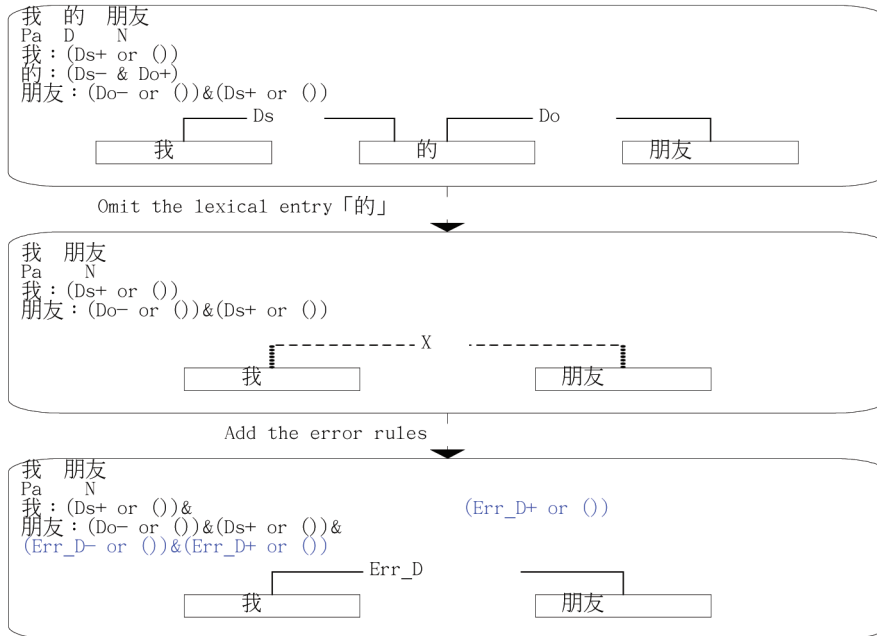 我 的 朋友
Pa D N
我：(Ds+ or ())
的：(Ds- & Do+)
朋友：(Do- or ())&(Ds+ or ())
Ds Do
我 的 朋友
Omit the lexical entry「的」
我 朋友
Pa N
我：(Ds+ or ())
朋友：(Do- or ())&(Ds+ or ())
X
我 朋友
Add the error rules
我 朋友
Pa N
我：(Ds+ or ())& (Err_D+ or ())
朋友：(Do- or ())&(Ds+ or ())&
(Err_D- or ())&(Err_D+ or ())
Err_D
我 朋友